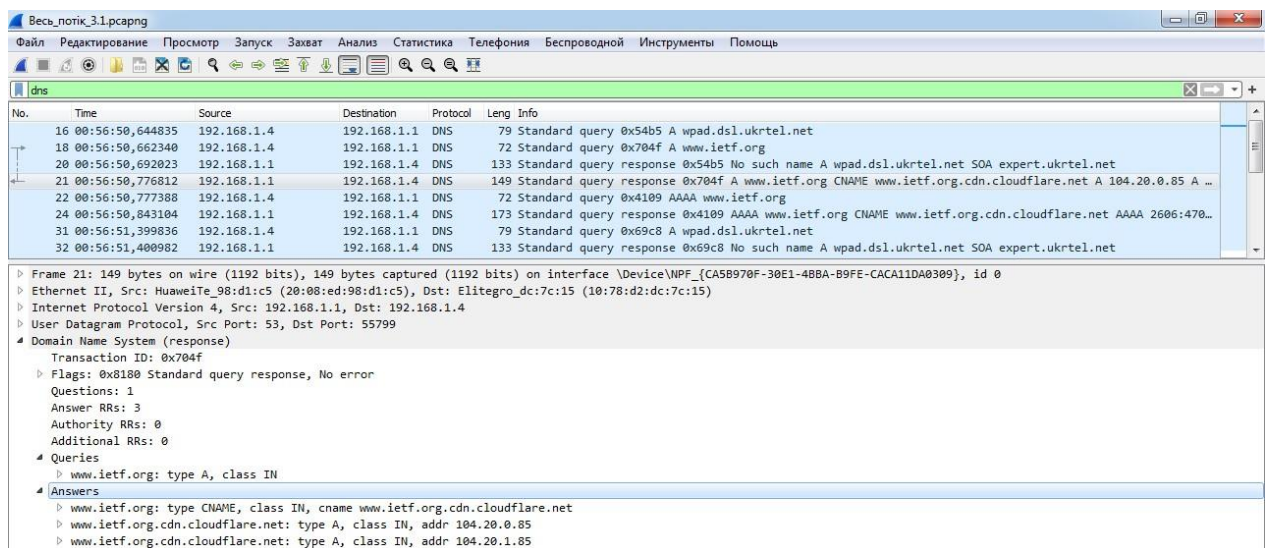 Весь_потік_3.1.pcapng
Файл Редактирование Просмотр Запуск Захват Анализ Статистика Телефония Беспроводной Инструменты Помощь
dns
No. Time Source Destination Protocol Leng Info
16 00:56:50,644835 192.168.1.4 192.168.1.1 DNS 79 Standard query 0x54b5 A wpad.dsl.ukrtel.net
18 00:56:50,662340 192.168.1.4 192.168.1.1 DNS 72 Standard query 0x704f A www.ietf.org
20 00:56:50,692023 192.168.1.1 192.168.1.4 DNS 133 Standard query response 0x54b5 No such name A wpad.dsl.ukrtel.net SOA expert.ukrtel.net
21 00:56:50,776812 192.168.1.1 192.168.1.4 DNS 149 Standard query response 0x704f A www.ietf.org CNAME www.ietf.org.cdn.cloudflare.net A 104.20.0.85 A …
22 00:56:50,777388 192.168.1.4 192.168.1.1 DNS 72 Standard query 0x4109 AAAA www.ietf.org
24 00:56:50,843104 192.168.1.1 192.168.1.4 DNS 173 Standard query response 0x4109 AAAA www.ietf.org CNAME www.ietf.org.cdn.cloudflare.net AAAA 2606:470…
31 00:56:51,399836 192.168.1.4 192.168.1.1 DNS 79 Standard query 0x69c8 A wpad.dsl.ukrtel.net
32 00:56:51,400982 192.168.1.1 192.168.1.4 DNS 133 Standard query response 0x69c8 No such name A wpad.dsl.ukrtel.net SOA expert.ukrtel.net
Frame 21: 149 bytes on wire (1192 bits), 149 bytes captured (1192 bits) on interface \Device\NPF_{CA5B970F-30E1-4BBA-B9FE-CACA11DA0309}, id 0
Ethernet II, Src: HuaweiTe_98:d1:c5 (20:08:ed:98:d1:c5), Dst: Elitegro_dc:7c:15 (10:78:d2:dc:7c:15)
Internet Protocol Version 4, Src: 192.168.1.1, Dst: 192.168.1.4
User Datagram Protocol, Src Port: 53, Dst Port: 55799
Domain Name System (response)
Transaction ID: 0x704f
Flags: 0x8180 Standard query response, No error
Questions: 1
Answer RRs: 3
Authority RRs: 0
Additional RRs: 0
Queries
www.ietf.org: type A, class IN
Answers
www.ietf.org: type CNAME, class IN, cname www.ietf.org.cdn.cloudflare.net
www.ietf.org.cdn.cloudflare.net: type A, class IN, addr 104.20.0.85
www.ietf.org.cdn.cloudflare.net: type A, class IN, addr 104.20.1.85